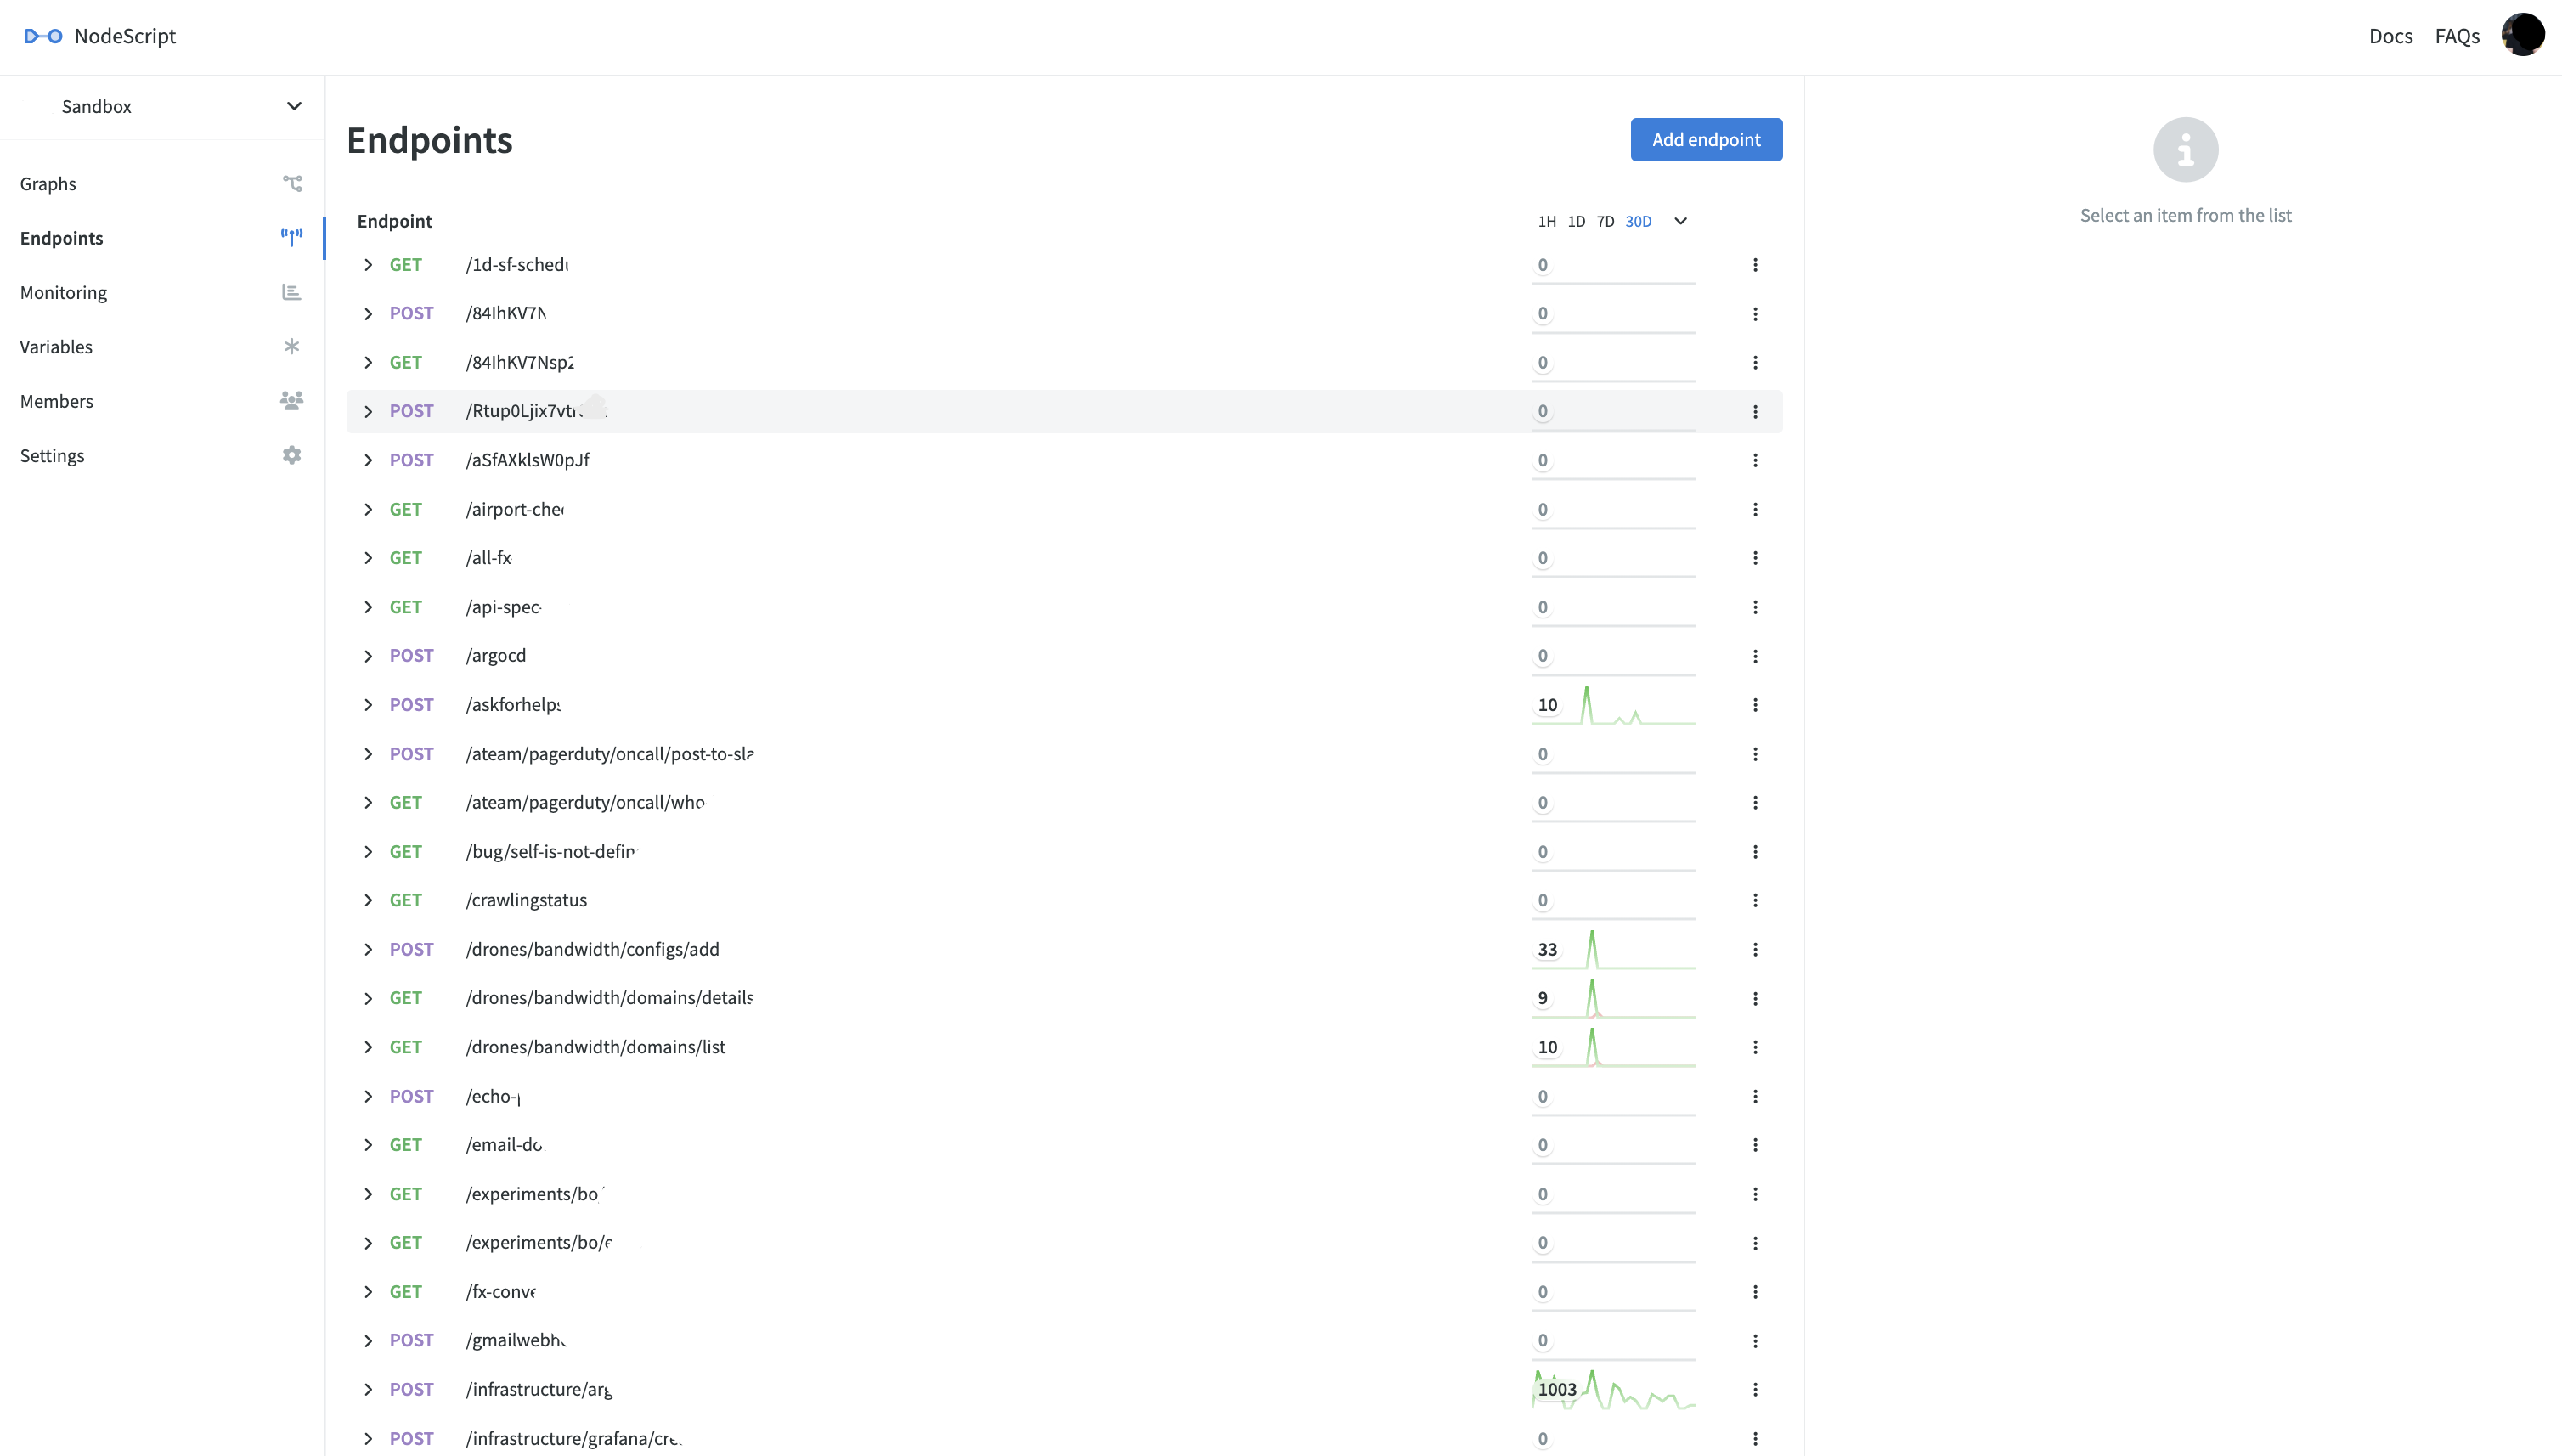 NodeScript
Docs FAQs
Sandbox
Graphs
Endpoints
Monitoring
Variables
Members
Settings
Endpoints
Add endpoint
Endpoint 1H 1D 7D 30D
GET /1d-sf-sched 0
POST /84IhKV7N 0
GET /84IhKV7Nsp2 0
POST /Rtup0Ljix7vt 0
POST /aSfAXklsW0pJf 0
GET /airport-che 0
GET /all-fx 0
GET /api-spec- 0
POST /argocd 0
POST /askforhelp 10
POST /ateam/pagerduty/oncall/post-to-sl 0
GET /ateam/pagerduty/oncall/who 0
GET /bug/self-is-not-defin 0
GET /crawlingstatus 0
POST /drones/bandwidth/configs/add 33
GET /drones/bandwidth/domains/details 9
GET /drones/bandwidth/domains/list 10
POST /echo- 0
GET /email-do 0
GET /experiments/bo 0
GET /experiments/bo/e 0
GET /fx-conve 0
POST /gmailwebh 0
POST /infrastructure/arg 1003
POST /infrastructure/grafana/cre 0
Select an item from the list